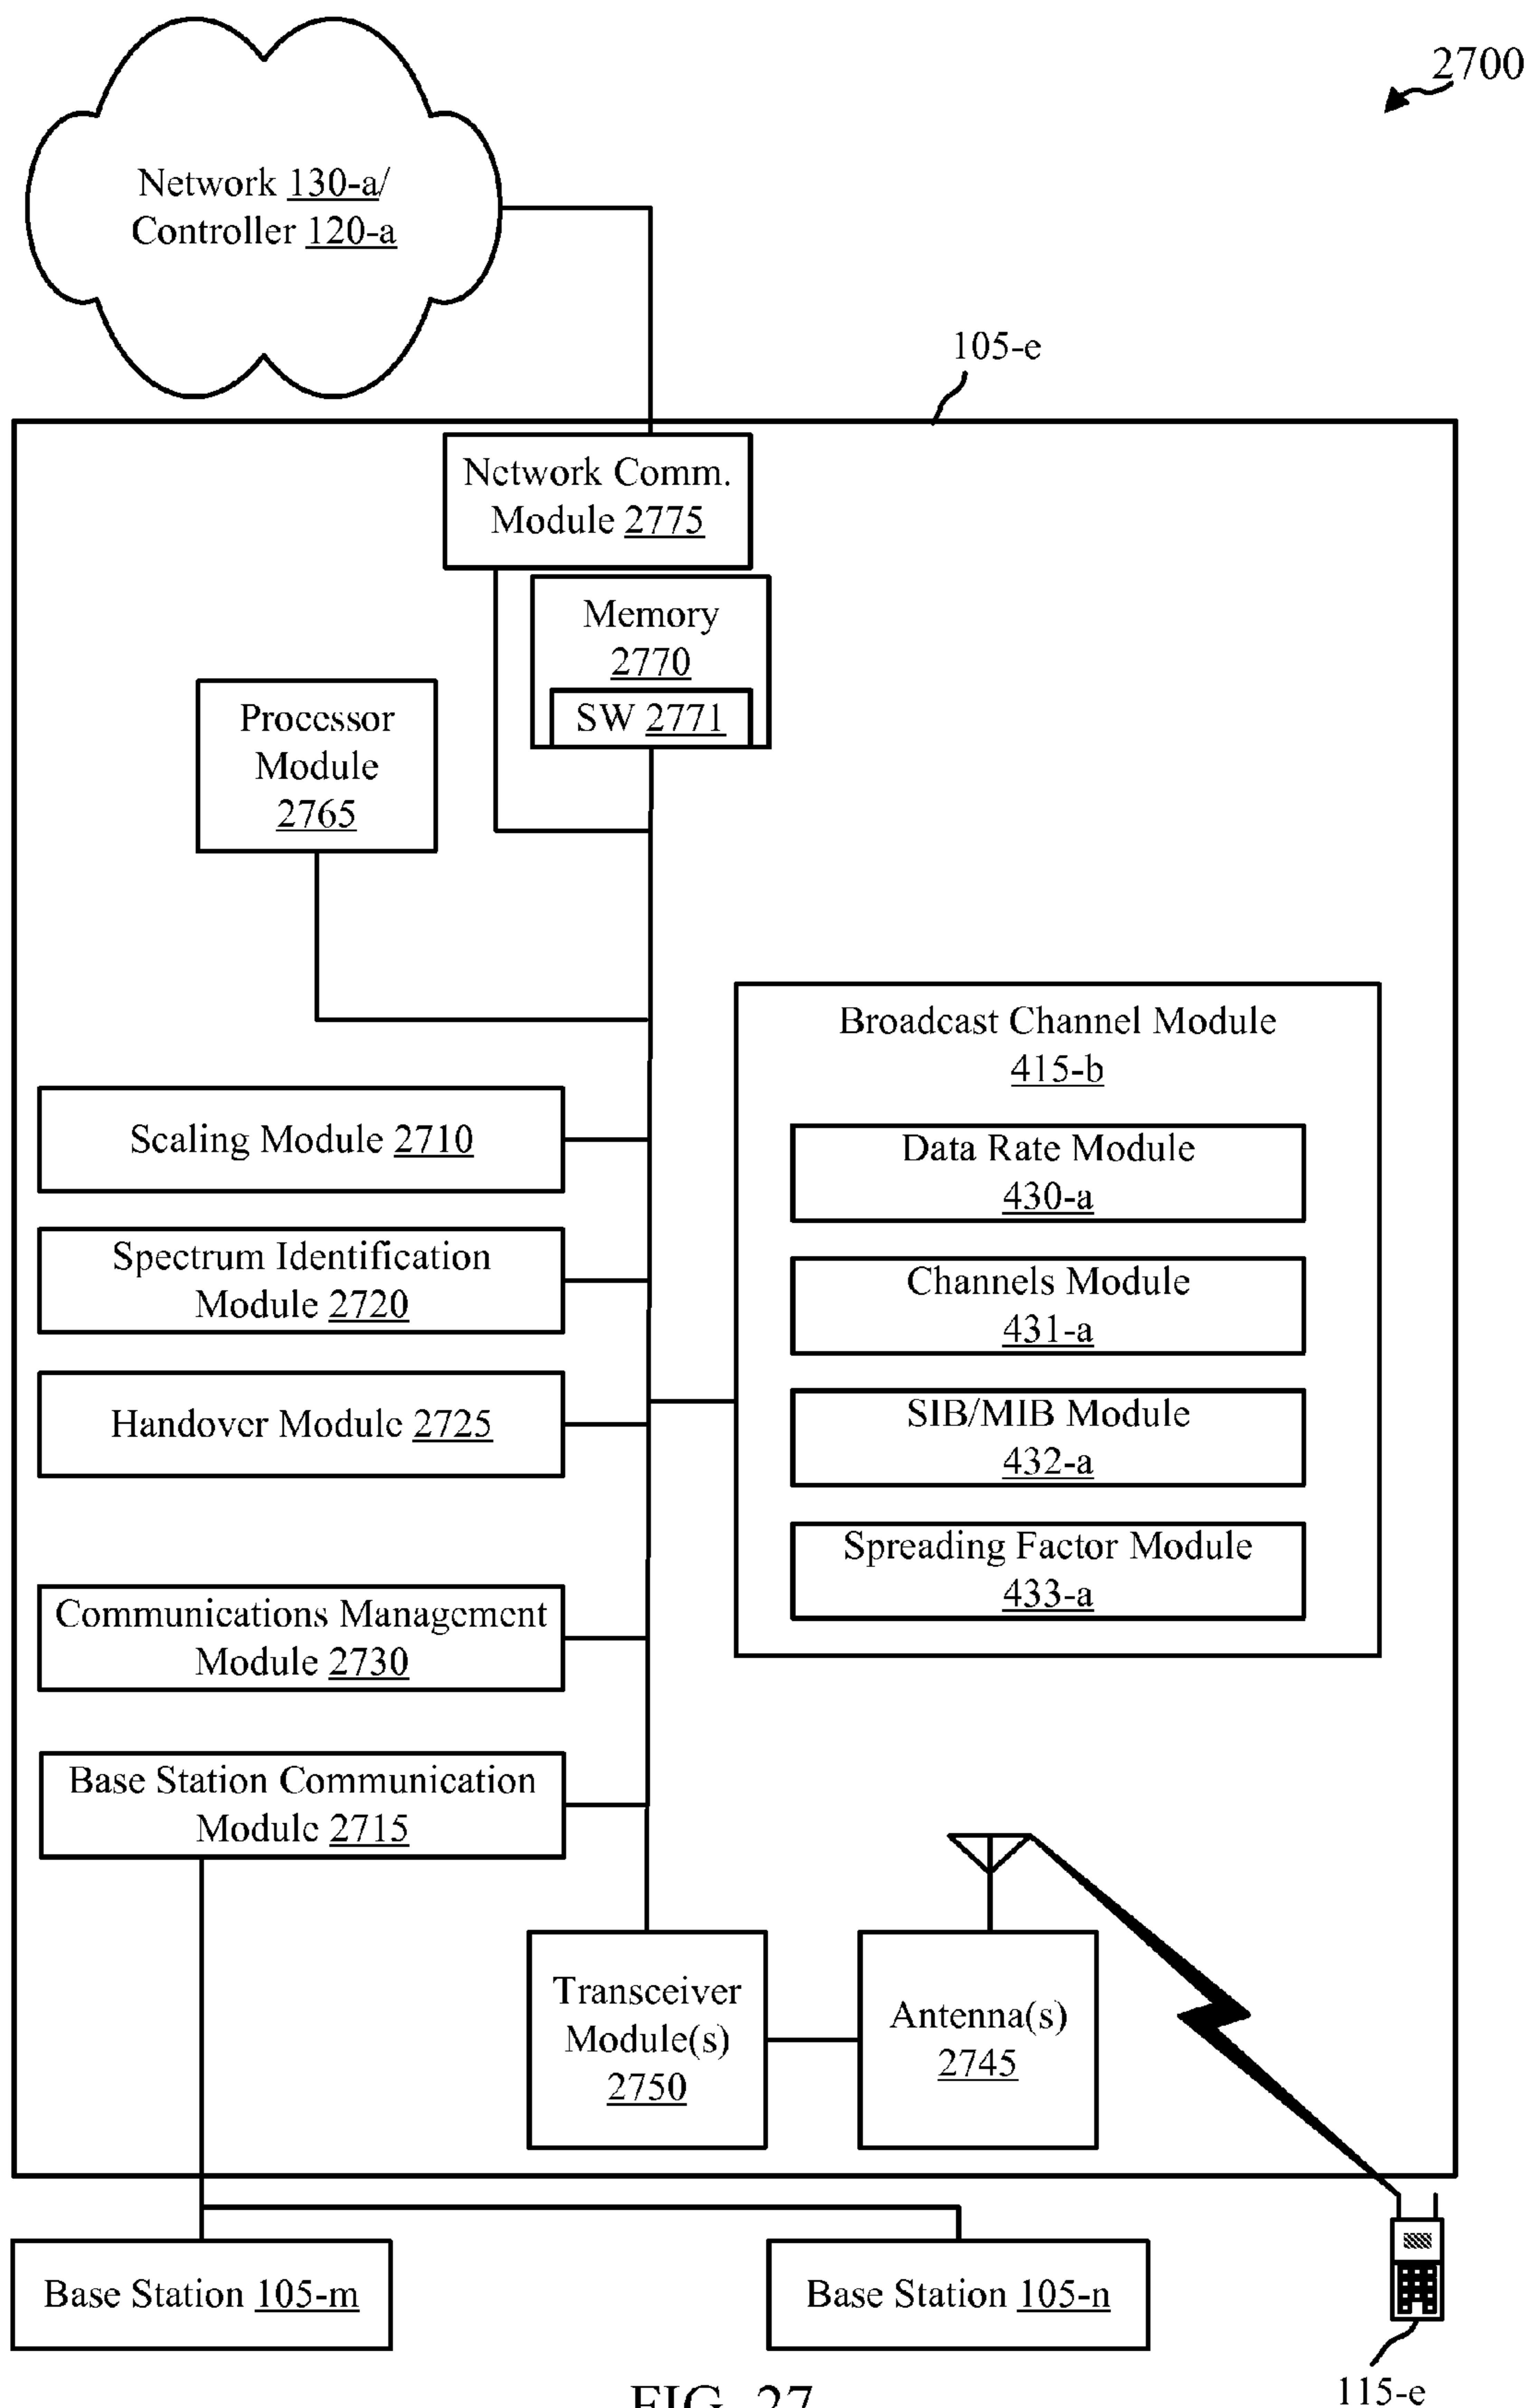 2700
Network 130-a/
Controller 120-a
105-e
Network Comm.
Module 2775
Memory
2770
SW 2771
Processor
Module
2765
Broadcast Channel Module
415-b
Data Rate Module
430-a
Channels Module
431-a
SIB/MIB Module
432-a
Spreading Factor Module
433-a
Scaling Module 2710
Spectrum Identification
Module 2720
Handover Module 2725
Communications Management
Module 2730
Base Station Communication
Module 2715
Transceiver
Module(s)
2750
Antenna(s)
2745
Base Station 105-m
Base Station 105-n
115-e
FIG. 27